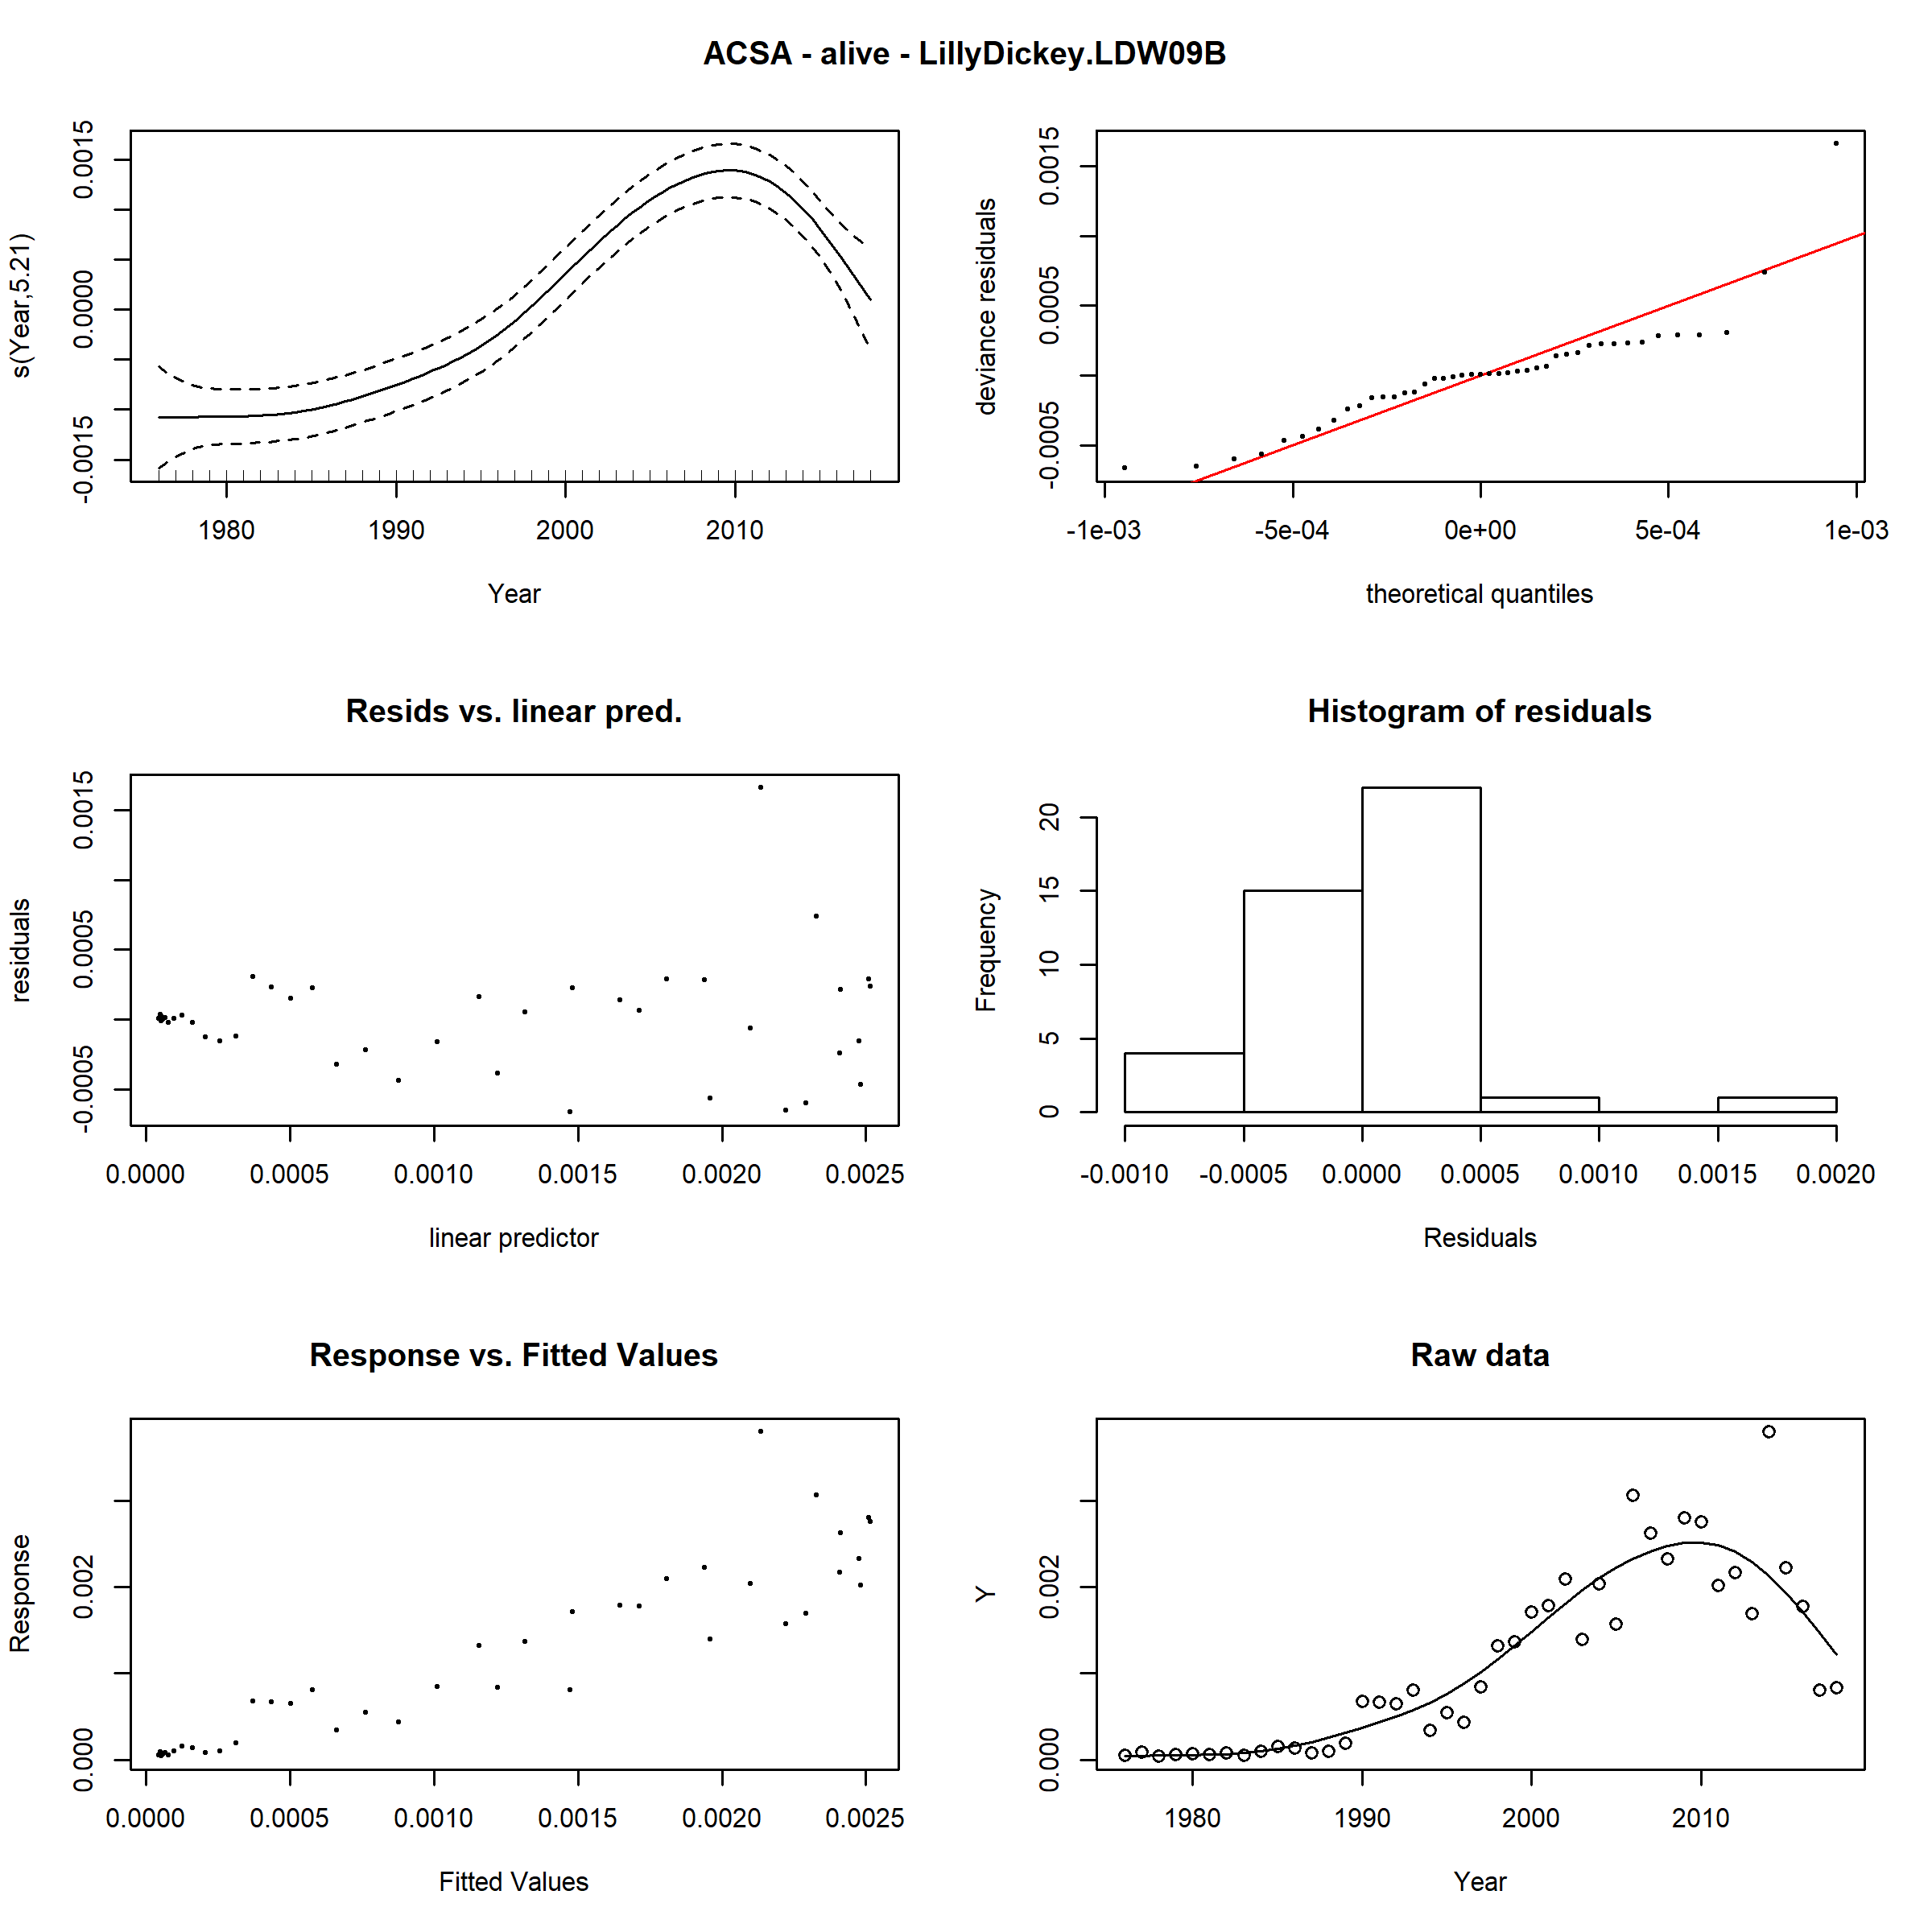 ACSA - alive - LillyDickey.LDW09B
s(Year,5.21)
-0.0015 0.0000 0.0015
1980 1990 2000 2010
Year
deviance residuals
-0.0005 0.0005 0.0015
-1e-03 -5e-04 0e+00 5e-04 1e-03
theoretical quantiles
Resids vs. linear pred.
residuals
-0.0005 0.0005 0.0015
0.0000 0.0005 0.0010 0.0015 0.0020 0.0025
linear predictor
Histogram of residuals
Frequency
0 5 10 15 20
-0.0010 -0.0005 0.0000 0.0005 0.0010 0.0015 0.0020
Residuals
Response vs. Fitted Values
Response
0.000 0.002
0.0000 0.0005 0.0010 0.0015 0.0020 0.0025
Fitted Values
Raw data
Y
0.000 0.002
1980 1990 2000 2010
Year